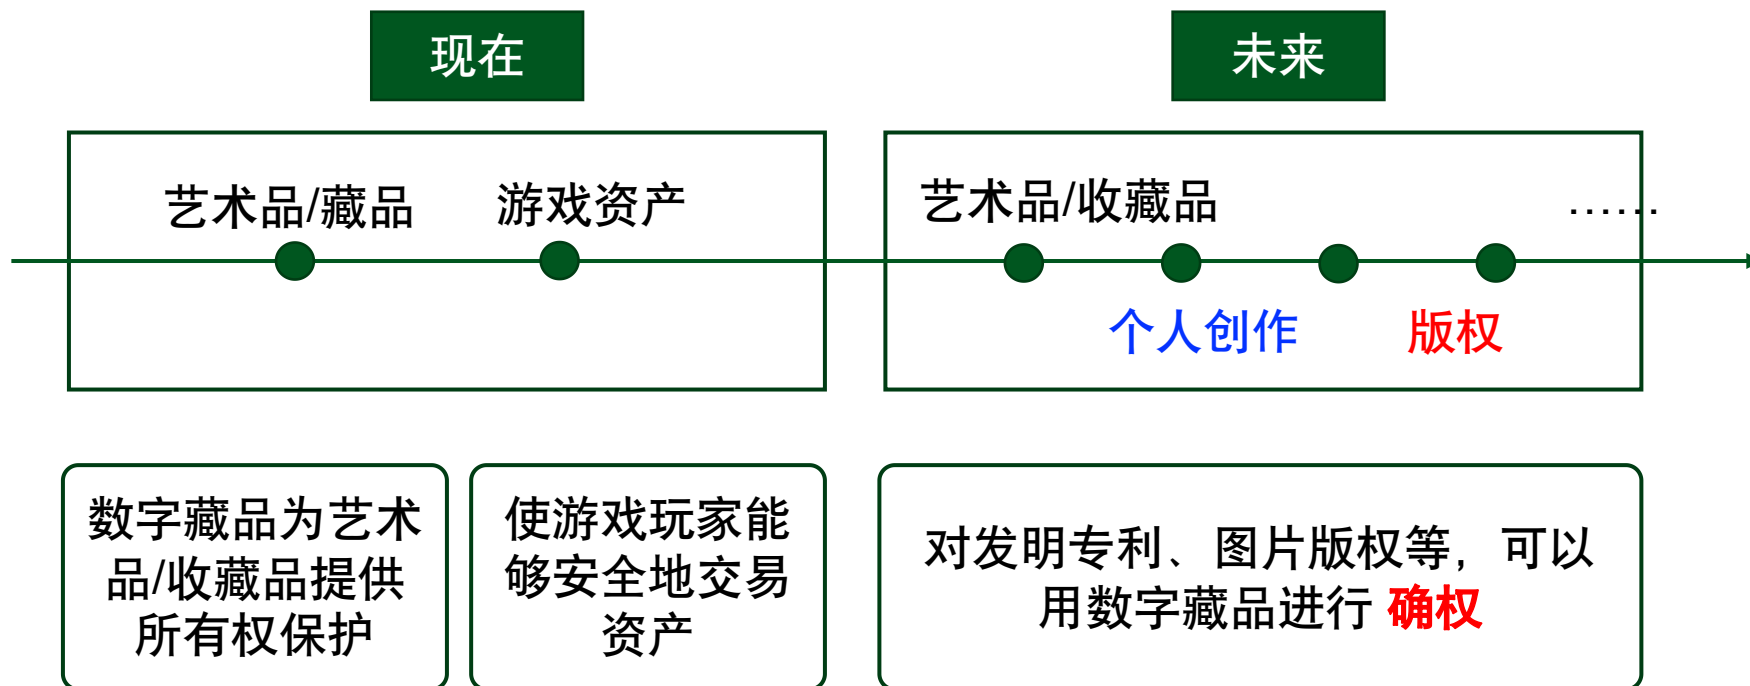 现在
未来
艺术品/藏品
游戏资产
艺术品/收藏品
……
个人创作
版权
数字藏品为艺术
品/收藏品提供
所有权保护
使游戏玩家能
够安全地交易
资产
对发明专利、图片版权等，可以
用数字藏品进行 确权